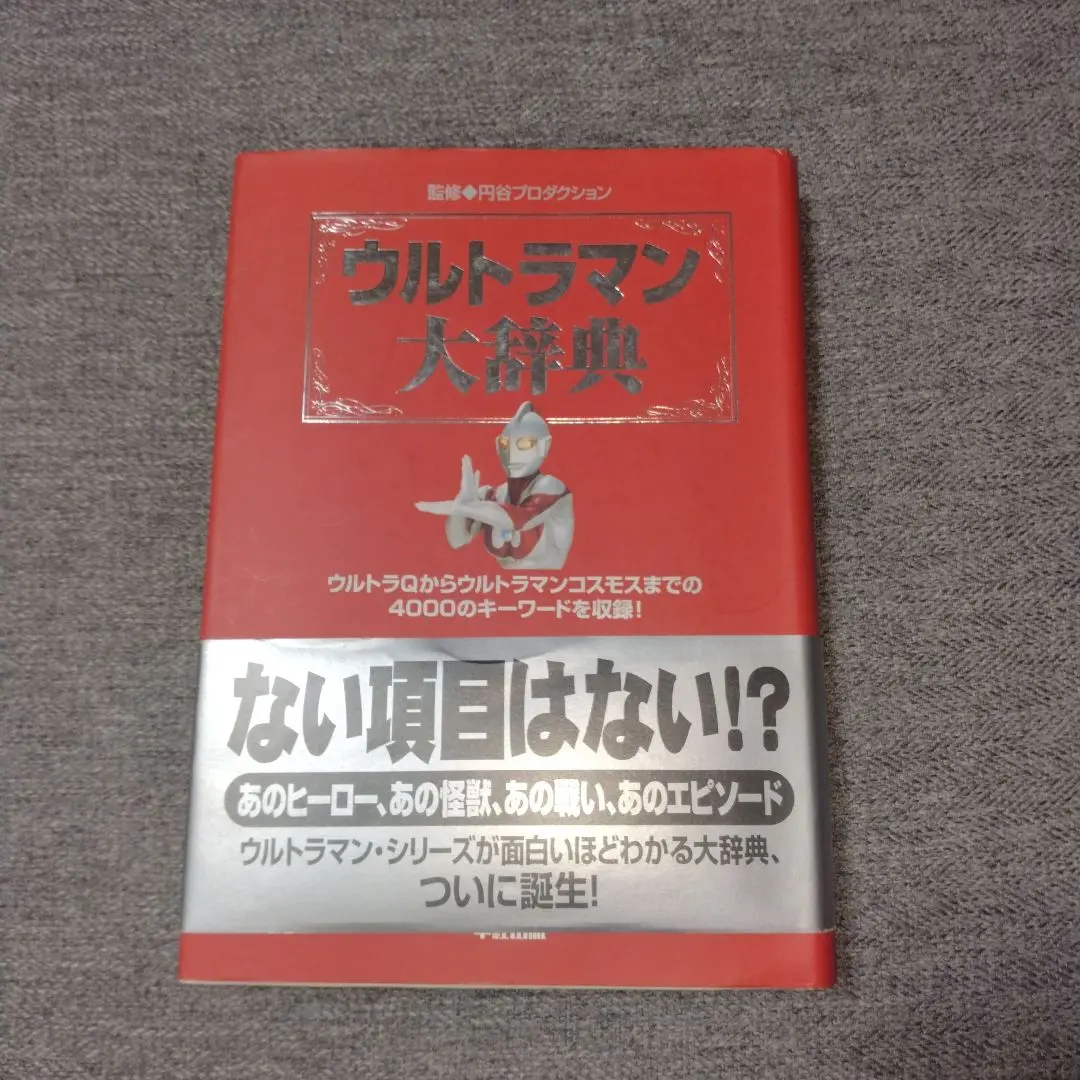 監修◆円谷プロダクション
ウルトラマン
大辞典
ウルトラQからウルトラマンコスモスまでの
4000のキーワードを収録!
ない項目はない!?
あのヒーロー、あの怪獣、あの戦い、あのエピソード
ウルトラマン・シリーズが面白いほどわかる大辞典、
ついに誕生!